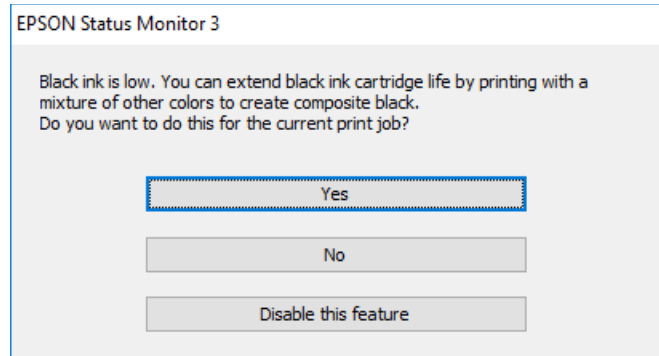 EPSON Status Monitor 3
Black ink is low. You can extend black ink cartridge life by printing with a
mixture of other colors to create composite black.
Do you want to do this for the current print job?
Yes
No
Disable this feature